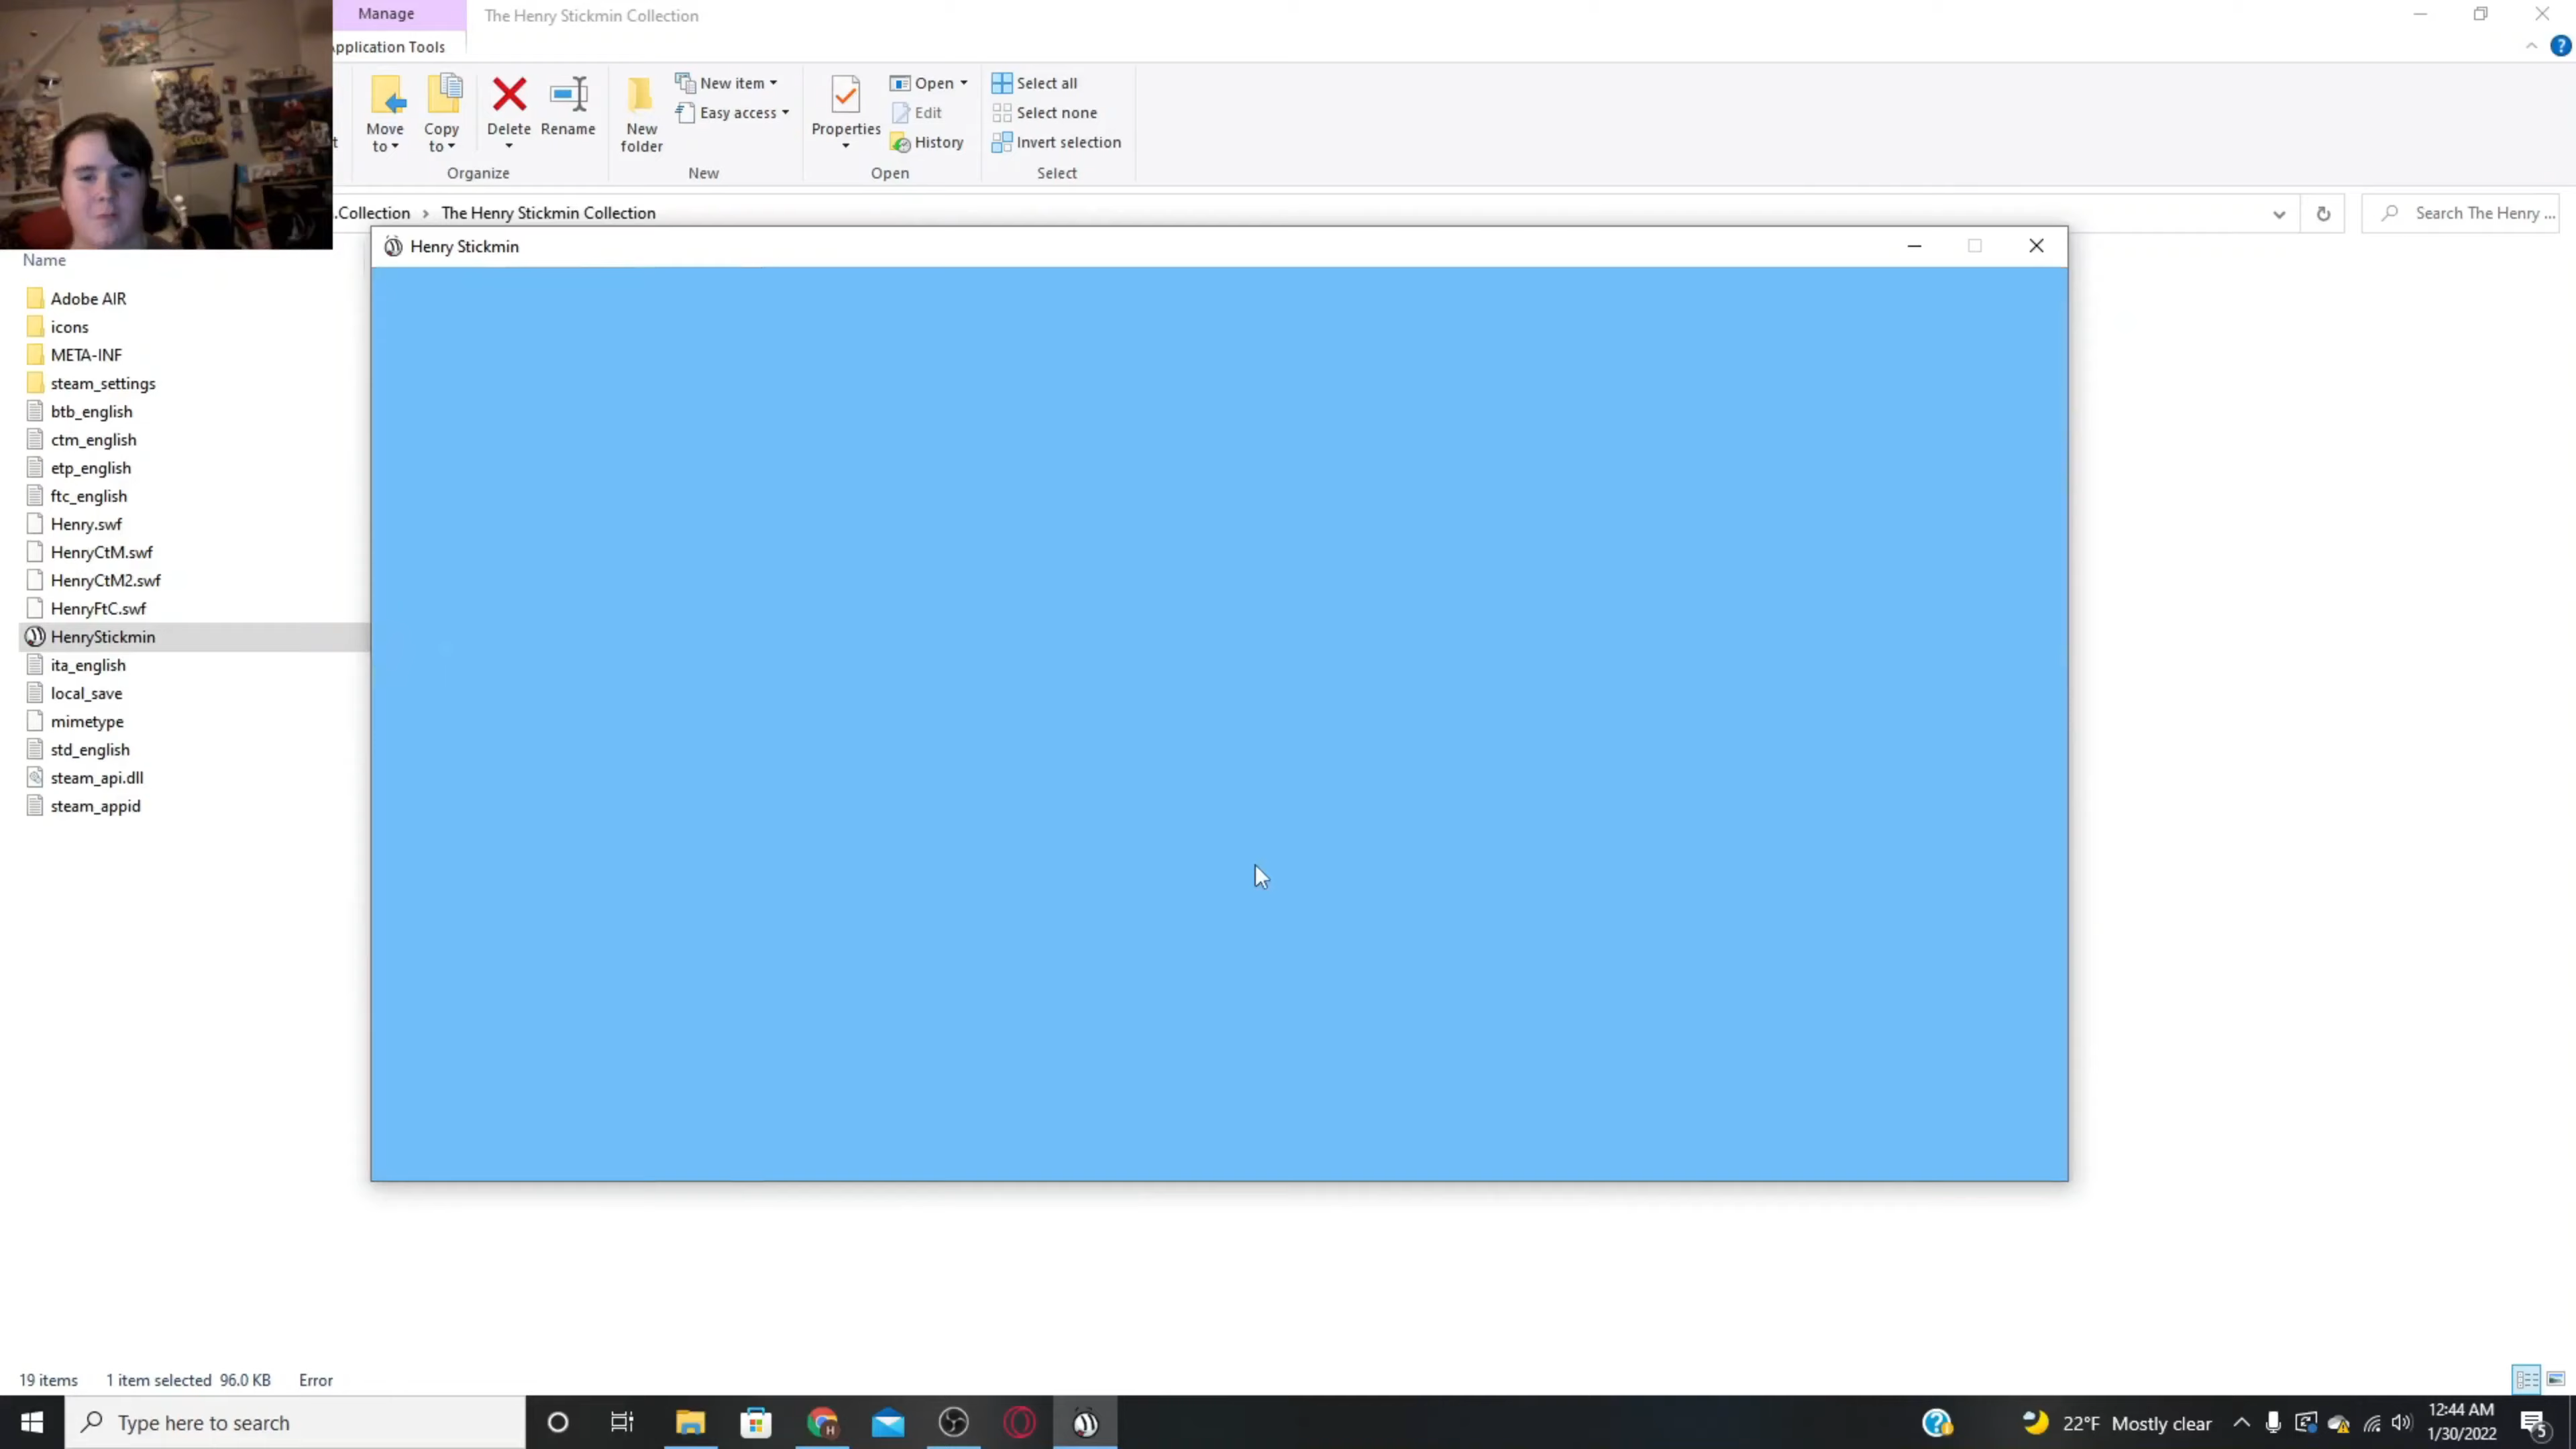 Manage
The Henry Stickmin Collection
Application Tools
Move to
Copy to
Delete
Rename
Organize
New folder
New item
Easy access
New
Properties
Open
Edit
History
Open
Select all
Select none
Invert selection
Select
.Collection > The Henry Stickmin Collection
Search The Henry ...
Name
Henry Stickmin
Adobe AIR
icons
META-INF
steam_settings
btb_english
ctm_english
etp_english
ftc_english
Henry.swf
HenryCtM.swf
HenryCtM2.swf
HenryFtC.swf
HenryStickmin
ita_english
local_save
mimetype
std_english
steam_api.dll
steam_appid
19 items 1 item selected 96.0 KB Error
Type here to search
22°F Mostly clear
12:44 AM
1/30/2022
5